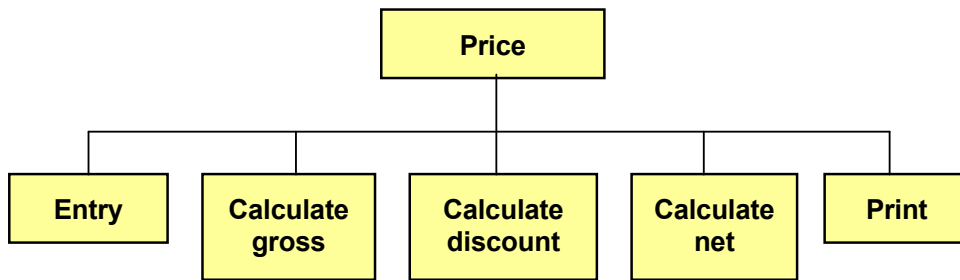 Price
Entry
Calculate
gross
Calculate
discount
Calculate
net
Print